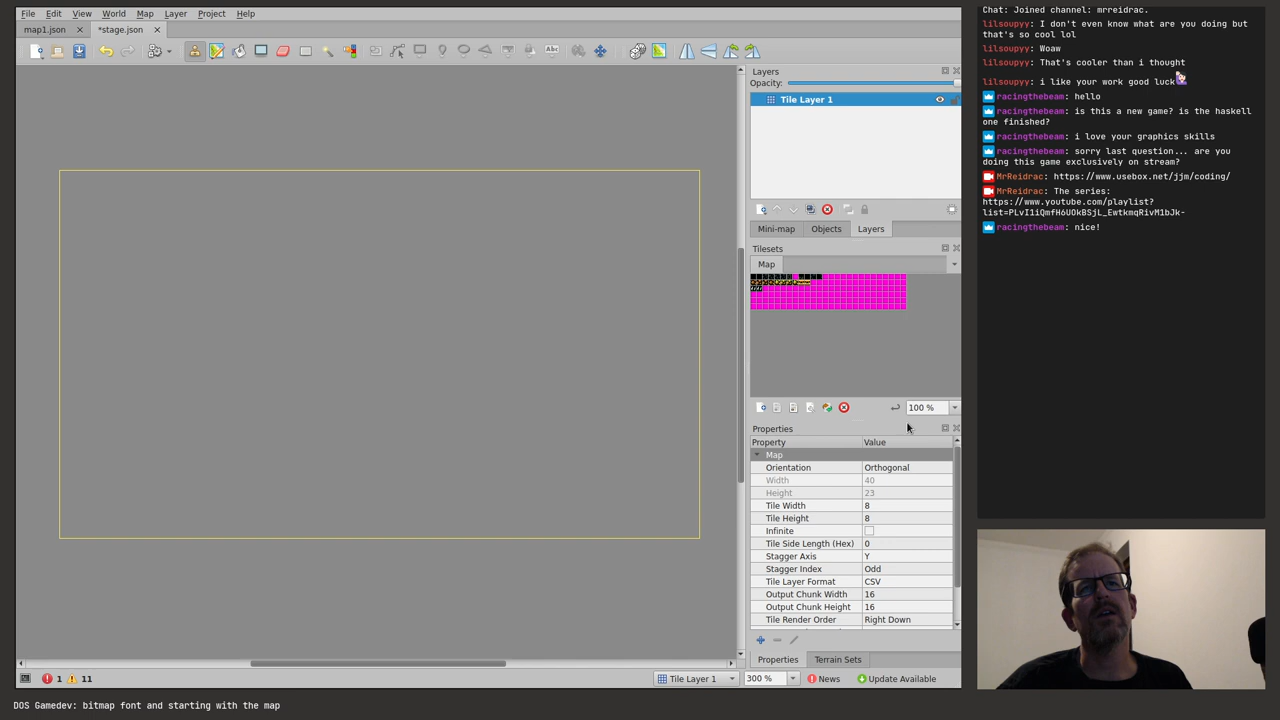 File Edit View World Map Layer Project Help
map1.json
*stage.json
Layers
Opacity:
Tile Layer 1
Mini-map Objects Layers
Tilesets
Map
100 %
Properties
Property Value
Map
Orientation Orthogonal
Width 40
Height 23
Tile Width 8
Tile Height 8
Infinite
Tile Side Length (Hex) 0
Stagger Axis Y
Stagger Index Odd
Tile Layer Format CSV
Output Chunk Width 16
Output Chunk Height 16
Tile Render Order Right Down
Properties Terrain Sets
1 11 Tile Layer 1 300 % News Update Available
DOS Gamedev: bitmap font and starting with the map
Chat: Joined channel: mrreidrac.
lilsoupyy: I don't even know what are you doing but
that's so cool lol
lilsoupyy: Woaw
lilsoupyy: That's cooler than i thought
lilsoupyy: i like your work good luck
racingthebeam: hello
racingthebeam: is this a new game? is the haskell
one finished?
racingthebeam: i love your graphics skills
racingthebeam: sorry last question... are you
doing this game exclusively on stream?
MrReidrac: https://www.usebox.net/jjm/coding/
MrReidrac: The series:
https://www.youtube.com/playlist?
list=PLvI1iQmfH6UOkBSjL_EwtkmqRivM1bJk-
racingthebeam: nice!